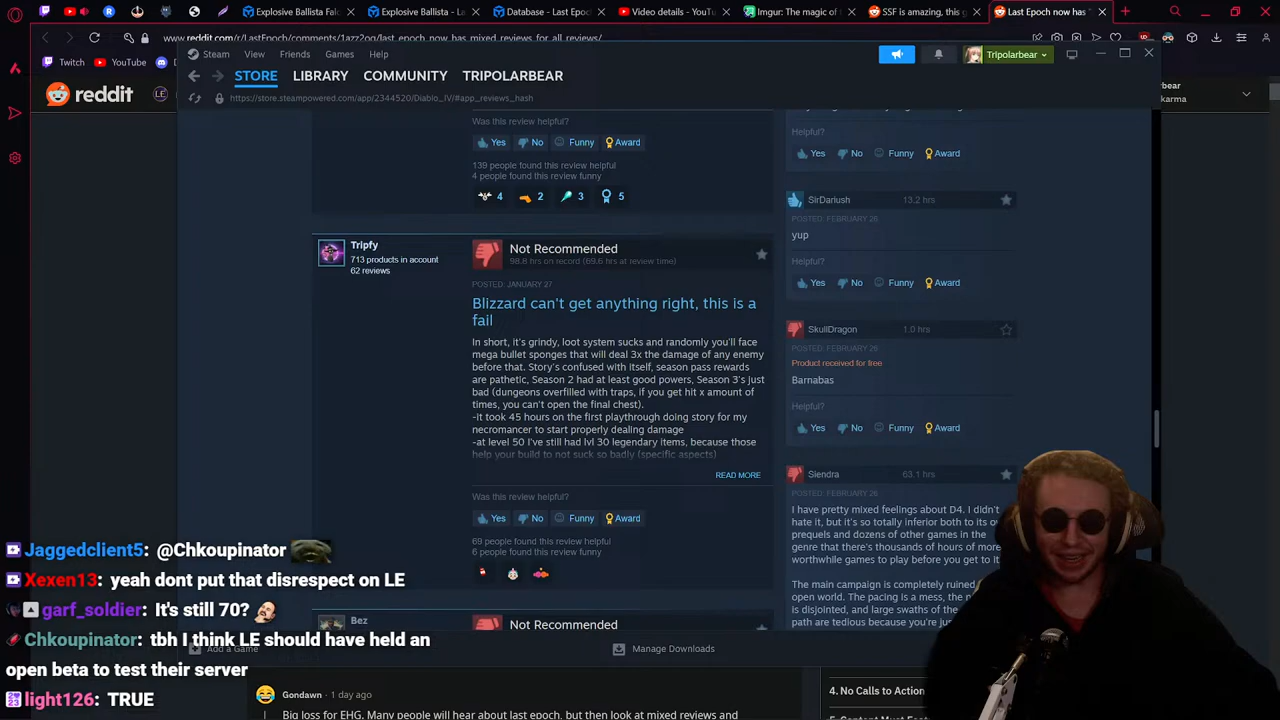 Explosive Ballista Falc
Explosive Ballista - La
Database - Last Epoch
Video details - YouTu
Imgur: The magic of t
SSF is amazing, this g
Last Epoch now has "
www.reddit.com/r/LastEpoch/comments/1azz2og/last_epoch_now_has_mixed_reviews_for_all_reviews/
Twitch
YouTube
reddit
LE
karma
Steam View Friends Games Help
Tripolarbear
STORE LIBRARY COMMUNITY TRIPOLARBEAR
https://store.steampowered.com/app/2344520/Diablo_IV/#app_reviews_hash
Was this review helpful?
Yes No Funny Award
139 people found this review helpful
4 people found this review funny
4 2 3 5
Tripfy
713 products in account
62 reviews
Not Recommended
98.8 hrs on record (69.6 hrs at review time)
POSTED: JANUARY 27
Blizzard can't get anything right, this is a
fail
In short, it's grindy, loot system sucks and randomly you'll face
mega bullet sponges that will deal 3x the damage of any enemy
before that. Story's confused with itself, season pass rewards
are pathetic, Season 2 had at least good powers, Season 3's just
bad (dungeons overfilled with traps, if you get hit x amount of
times, you can't open the final chest).
-It took 45 hours on the first playthrough doing story for my
necromancer to start properly dealing damage
-at level 50 I've still had lvl 30 legendary items, because those
help your build to not suck so badly (specific aspects)
READ MORE
Was this review helpful?
Yes No Funny Award
69 people found this review helpful
6 people found this review funny
Bez
Not Recommended
Helpful?
Yes No Funny Award
SirDariush 13.2 hrs
POSTED: FEBRUARY 26
yup
Helpful?
Yes No Funny Award
SkullDragon 1.0 hrs
POSTED: FEBRUARY 26
Product received for free
Barnabas
Helpful?
Yes No Funny Award
Slendra 63.1 hrs
POSTED: FEBRUARY 26
I have pretty mixed feelings about D4. I didn't
hate it, but it's so totally inferior both to its o
prequels and dozens of other games in the
genre that there's thousands of hours of more
worthwhile games to play before you get to it
The main campaign is completely ruined
open world. The pacing is a mess, the m
is disjointed, and large swaths of the
path are tedious because you're jus
Add a Game
Manage Downloads
Jaggedclient5: @Chkoupinator
Xexen13: yeah dont put that disrespect on LE
garf_soldier: It's still 70?
Chkoupinator: tbh I think LE should have held an
open beta to test their server
light126: TRUE
Gondawn · 1 day ago
Big loss for EHG. Many people will hear about last epoch, but then look at mixed reviews and
4. No Calls to Action